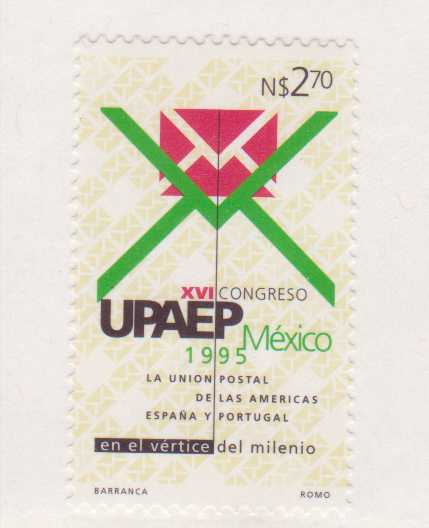 N$2.70
XVI CONGRESO
UPAEP México
1995
LA UNION POSTAL
DE LAS AMERICAS
ESPAÑA Y PORTUGAL
en el vértice del milenio
BARRANCA ROMO